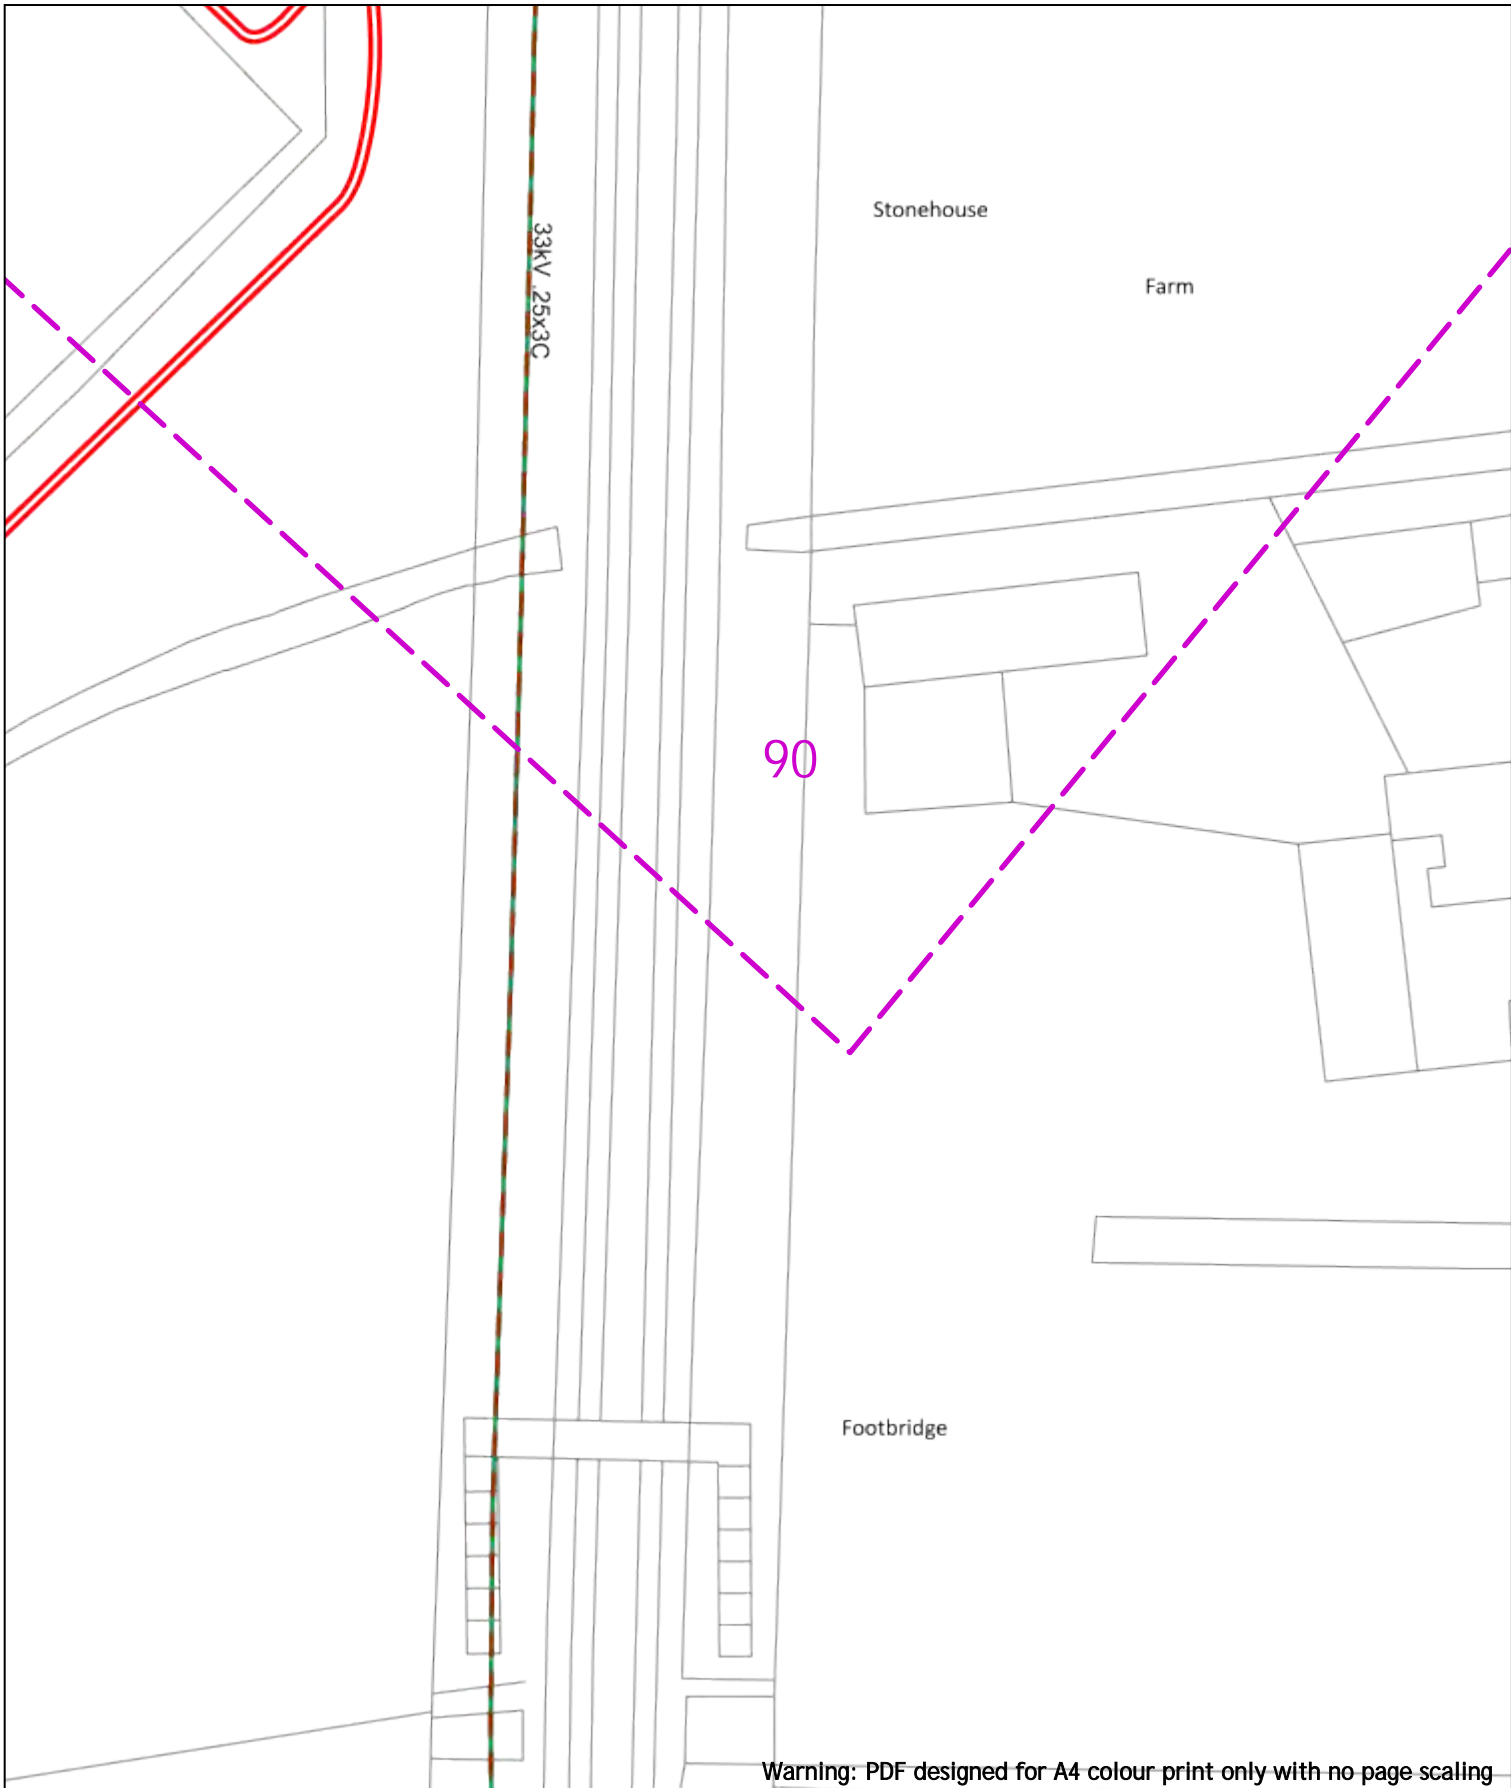 Stonehouse
Farm
33kV .25x3C
90
Footbridge
Warning: PDF designed for A4 colour print only with no page scaling